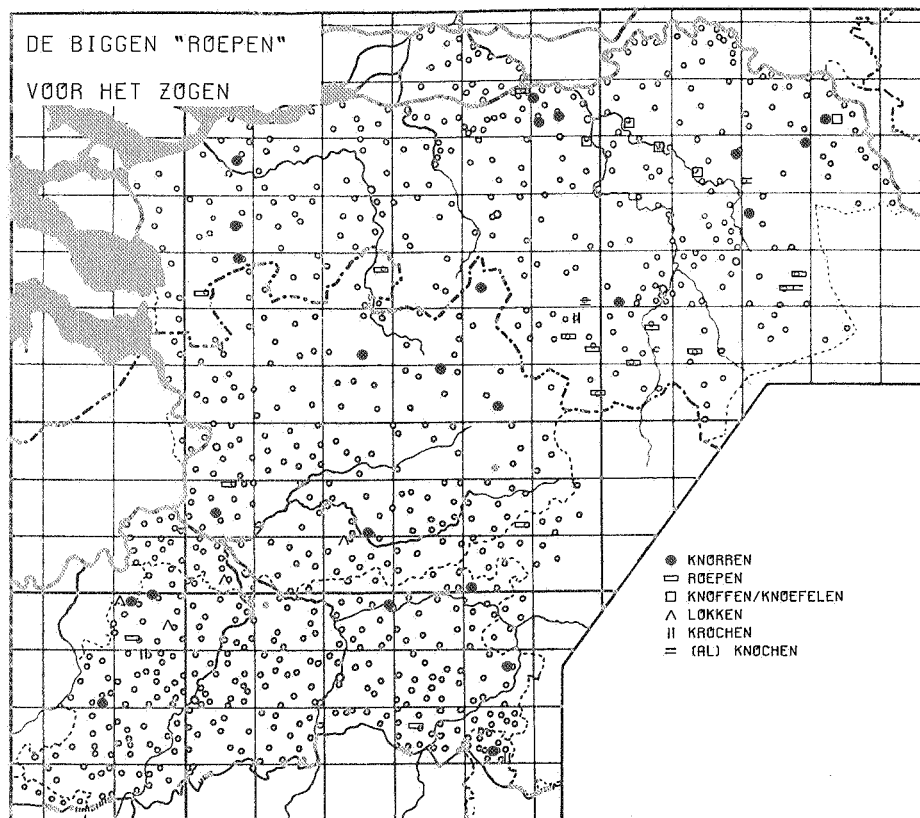 DE BIGGEN "ROEPEN"
VOOR HET ZOGEN
KNORREN
ROEPEN
KNOFFEN/KNOEFELEN
LOKKEN
KROCHEN
(AL) KNOCHEN